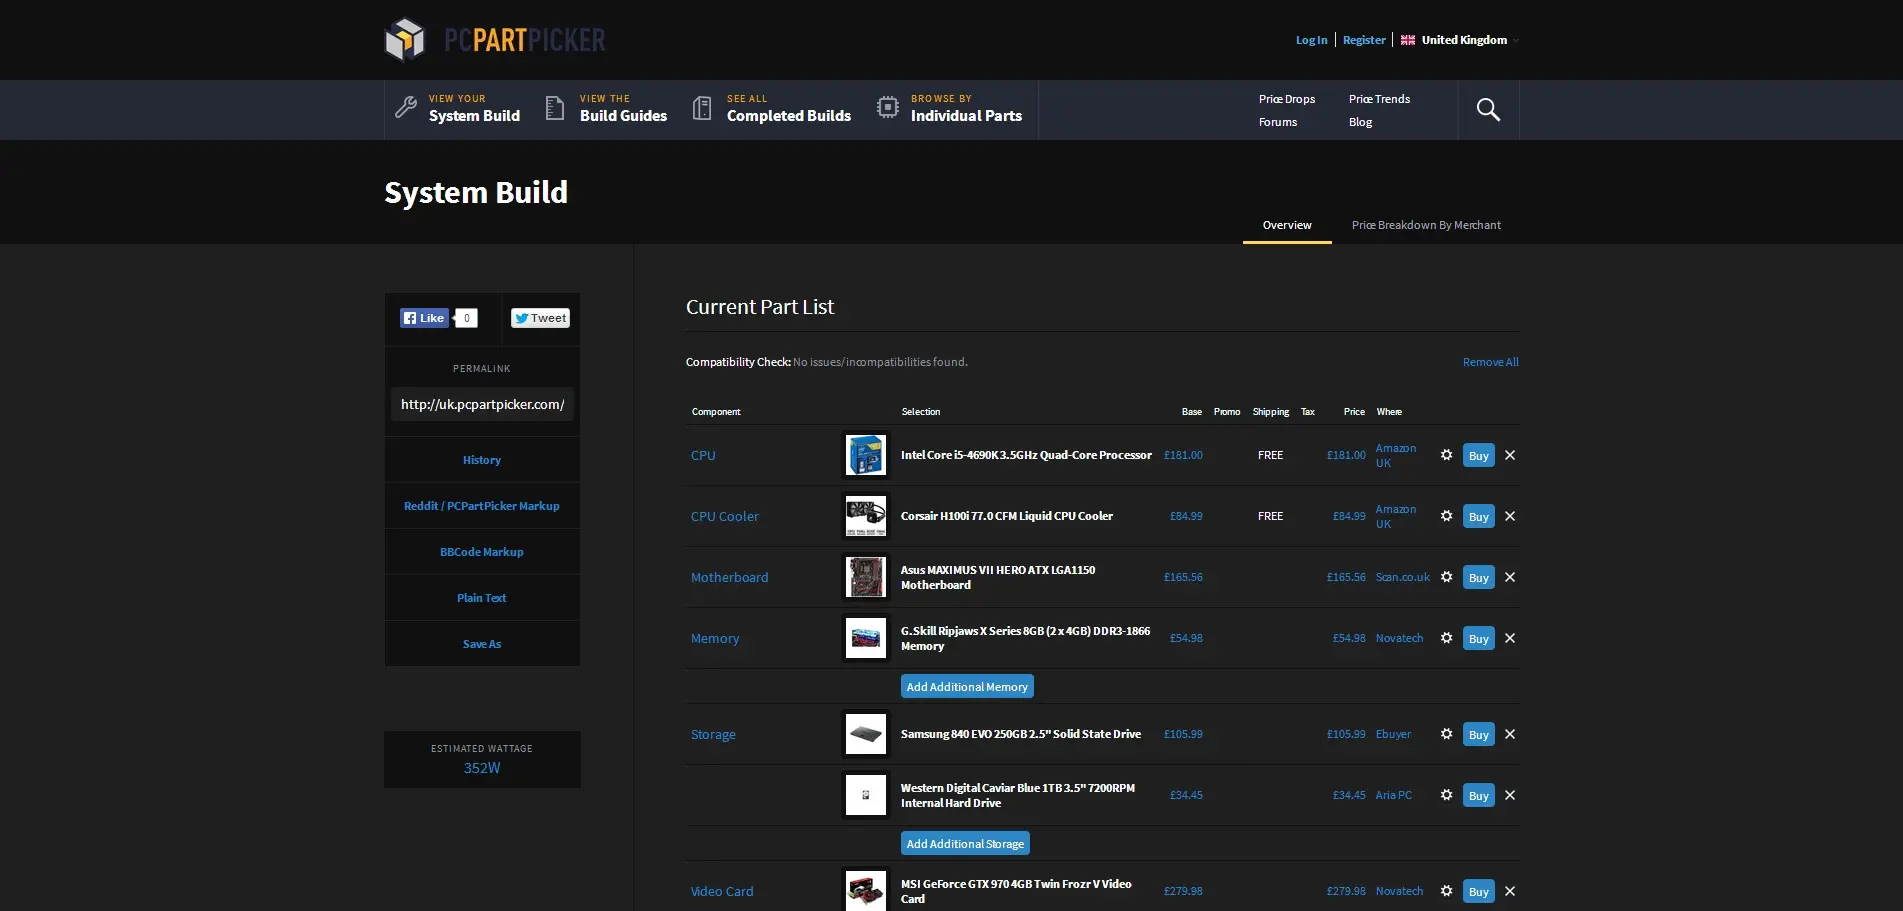 PCPARTPICKER
Log In Register United Kingdom
VIEW YOUR
System Build
VIEW THE
Build Guides
SEE ALL
Completed Builds
BROWSE BY
Individual Parts
Price Drops Price Trends
Forums Blog
System Build
Overview Price Breakdown By Merchant
Like 0 Tweet
PERMALINK
http://uk.pcpartpicker.com/
History
Reddit / PCPartPicker Markup
BBCode Markup
Plain Text
Save As
ESTIMATED WATTAGE
352W
Current Part List
Compatibility Check: No issues/incompatibilities found. Remove All
Component Selection Base Promo Shipping Tax Price Where
CPU Intel Core i5-4690K 3.5GHz Quad-Core Processor £181.00 FREE £181.00 Amazon
UK Buy
CPU Cooler Corsair H100i 77.0 CFM Liquid CPU Cooler £84.99 FREE £84.99 Amazon
UK Buy
Motherboard Asus MAXIMUS VII HERO ATX LGA1150
Motherboard £165.56 £165.56 Scan.co.uk Buy
Memory G.Skill Ripjaws X Series 8GB (2 x 4GB) DDR3-1866
Memory £54.98 £54.98 Novatech Buy
Add Additional Memory
Storage Samsung 840 EVO 250GB 2.5" Solid State Drive £105.99 £105.99 Ebuyer Buy
Western Digital Caviar Blue 1TB 3.5" 7200RPM
Internal Hard Drive £34.45 £34.45 Aria PC Buy
Add Additional Storage
Video Card MSI GeForce GTX 970 4GB Twin Frozr V Video
Card £279.98 £279.98 Novatech Buy